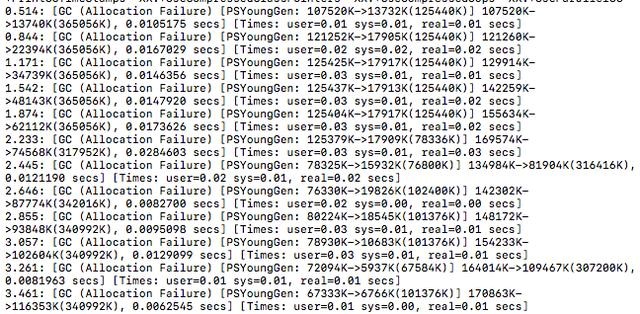 0.514: [GC (Allocation Failure) [PSYoungGen: 107520K->13732K(125440K)] 107520K-
>13740K(365056K), 0.0105175 secs] [Times: user=0.01 sys=0.01, real=0.01 secs]
0.844: [GC (Allocation Failure) [PSYoungGen: 121252K->17905K(125440K)] 121260K-
>22394K(365056K), 0.0167029 secs] [Times: user=0.02 sys=0.01, real=0.02 secs]
1.171: [GC (Allocation Failure) [PSYoungGen: 125425K->17917K(125440K)] 129914K-
>34739K(365056K), 0.0146356 secs] [Times: user=0.03 sys=0.01, real=0.01 secs]
1.542: [GC (Allocation Failure) [PSYoungGen: 125437K->17913K(125440K)] 142259K-
>48143K(365056K), 0.0147920 secs] [Times: user=0.03 sys=0.01, real=0.02 secs]
1.874: [GC (Allocation Failure) [PSYoungGen: 125404K->17917K(125440K)] 155634K-
>62112K(365056K), 0.0173626 secs] [Times: user=0.03 sys=0.01, real=0.02 secs]
2.233: [GC (Allocation Failure) [PSYoungGen: 125379K->17909K(78336K)] 169574K-
>74568K(317952K), 0.0284603 secs] [Times: user=0.03 sys=0.01, real=0.03 secs]
2.445: [GC (Allocation Failure) [PSYoungGen: 78325K->15932K(76800K)] 134984K->81904K(316416K),
0.0121190 secs] [Times: user=0.02 sys=0.01, real=0.02 secs]
2.646: [GC (Allocation Failure) [PSYoungGen: 76330K->19826K(102400K)] 142302K-
>87774K(342016K), 0.0082700 secs] [Times: user=0.02 sys=0.00, real=0.00 secs]
2.855: [GC (Allocation Failure) [PSYoungGen: 80224K->18545K(101376K)] 148172K-
>93848K(340992K), 0.0095098 secs] [Times: user=0.03 sys=0.01, real=0.01 secs]
3.057: [GC (Allocation Failure) [PSYoungGen: 78930K->10683K(101376K)] 154233K-
>102604K(340992K), 0.0129099 secs] [Times: user=0.03 sys=0.00, real=0.01 secs]
3.261: [GC (Allocation Failure) [PSYoungGen: 72094K->5937K(67584K)] 164014K->109467K(307200K),
0.0081963 secs] [Times: user=0.01 sys=0.01, real=0.01 secs]
3.461: [GC (Allocation Failure) [PSYoungGen: 67333K->6766K(101376K)] 170863K-
>116353K(340992K), 0.0062545 secs] [Times: user=0.01 sys=0.00, real=0.01 secs]